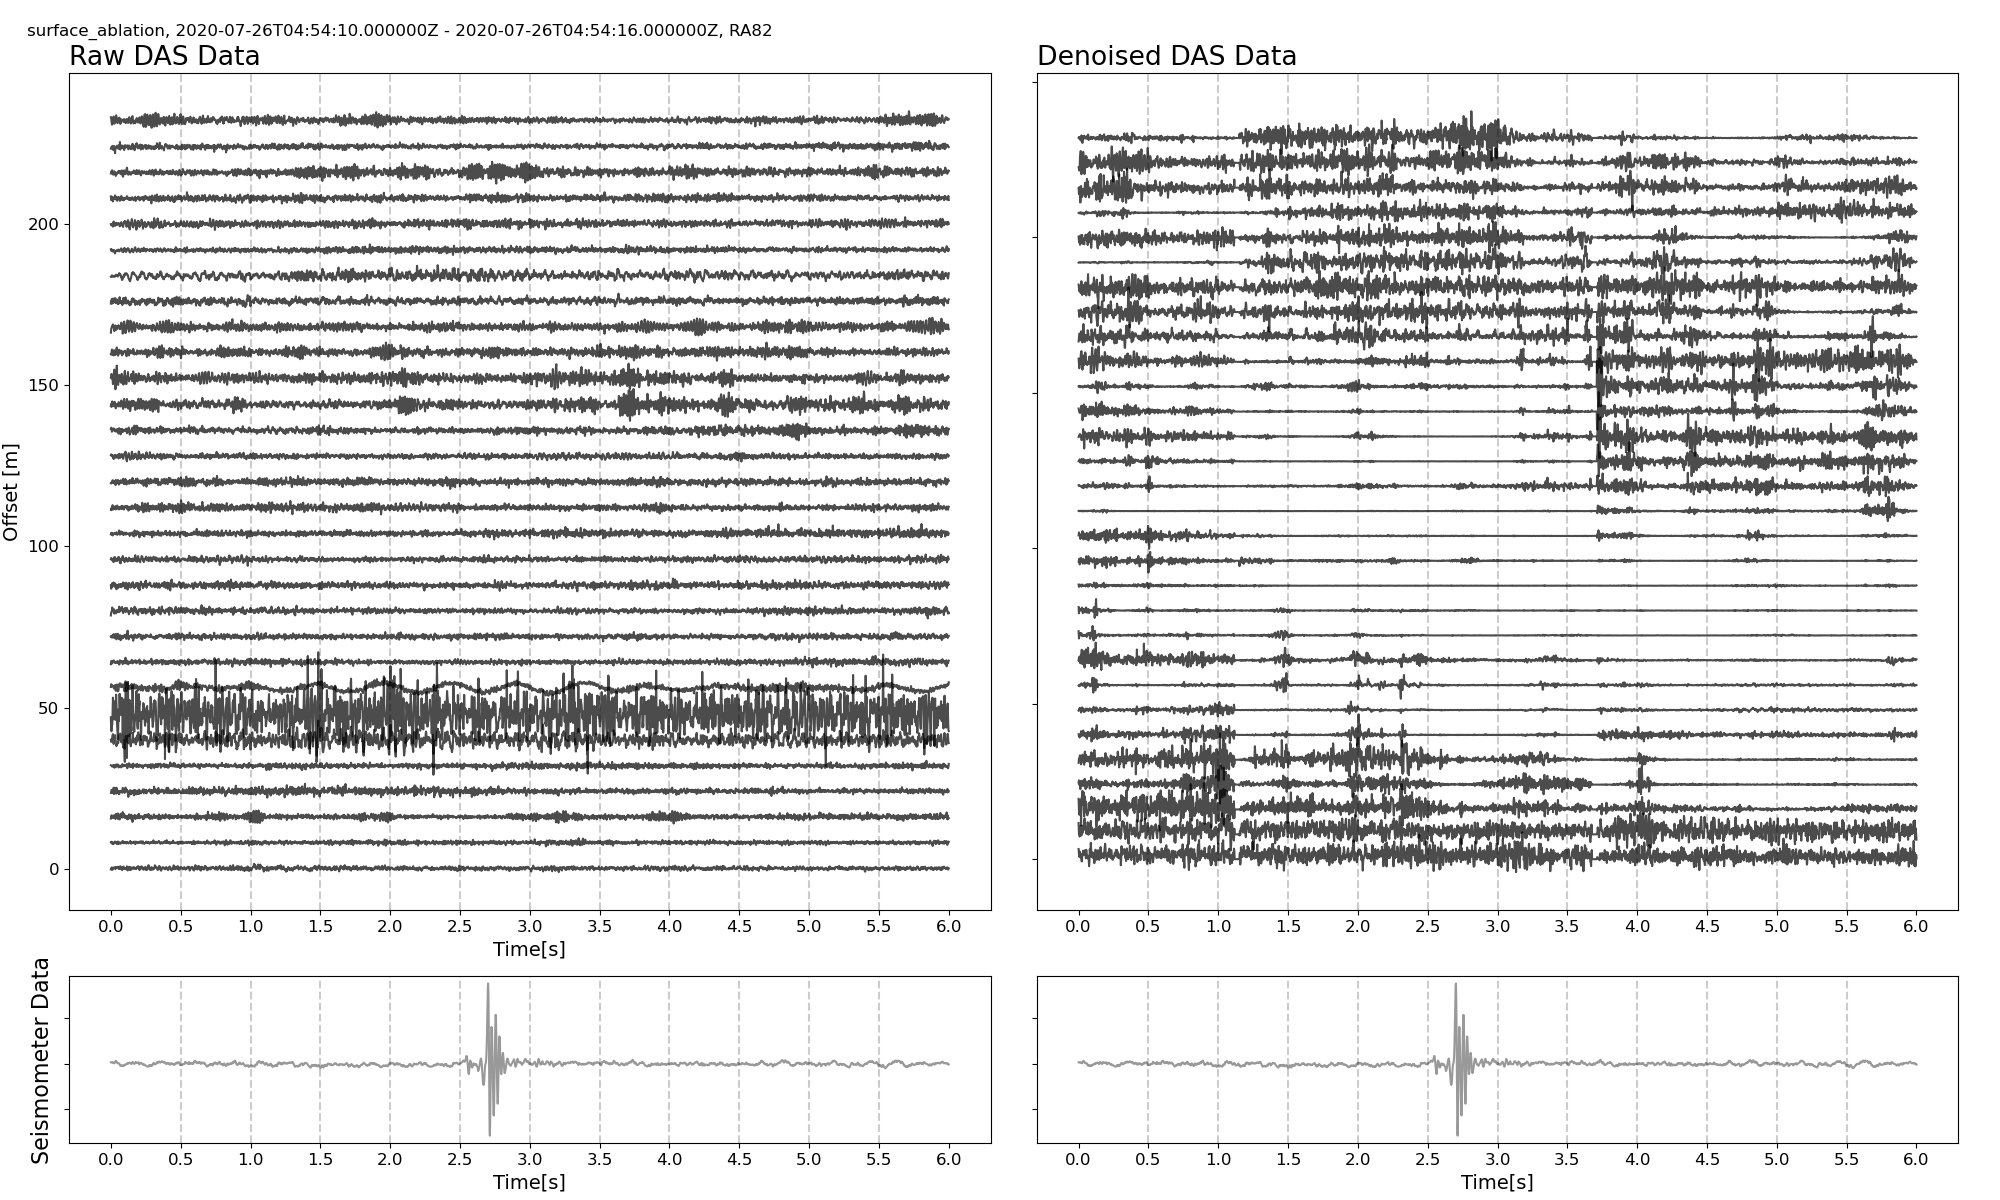 surface_ablation, 2020-07-26T04:54:10.000000Z - 2020-07-26T04:54:16.000000Z, RA82
Raw DAS Data
Denoised DAS Data
Offset [m]
200
150
100
50
0
0.0 0.5 1.0 1.5 2.0 2.5 3.0 3.5 4.0 4.5 5.0 5.5 6.0
Time[s]
0.0 0.5 1.0 1.5 2.0 2.5 3.0 3.5 4.0 4.5 5.0 5.5 6.0
Seismometer Data
0.0 0.5 1.0 1.5 2.0 2.5 3.0 3.5 4.0 4.5 5.0 5.5 6.0
Time[s]
0.0 0.5 1.0 1.5 2.0 2.5 3.0 3.5 4.0 4.5 5.0 5.5 6.0
Time[s]